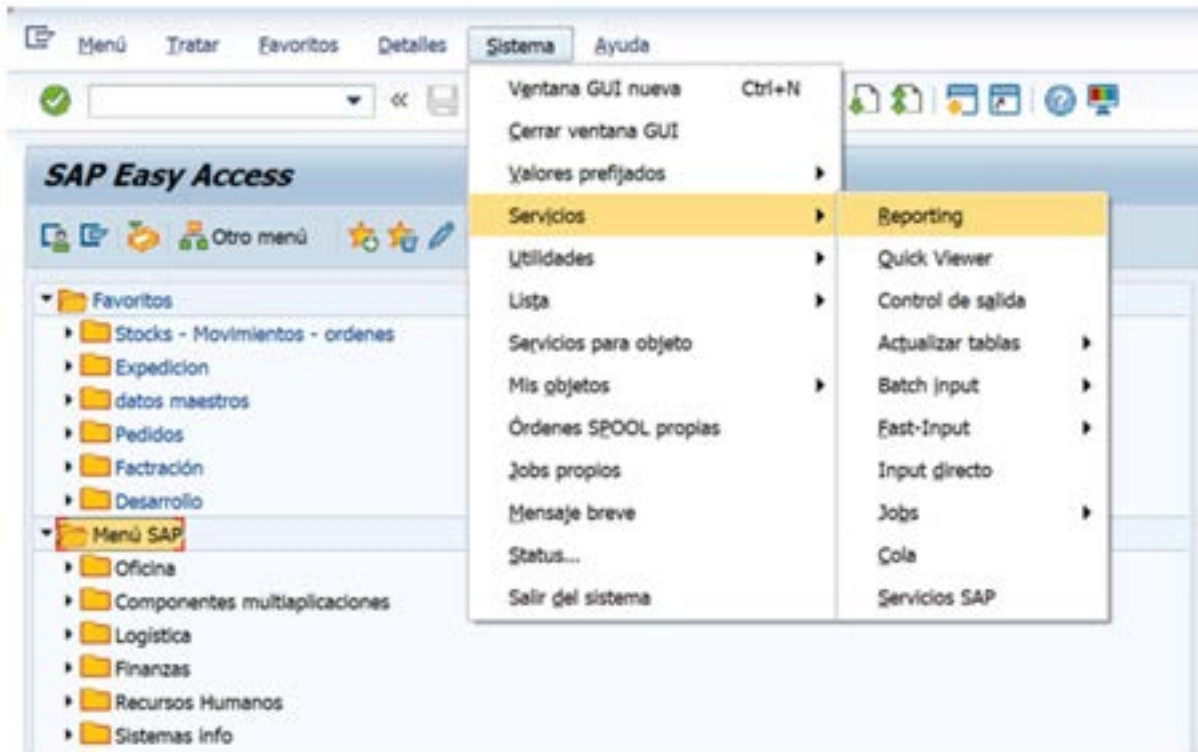 Menú Tratar Favoritos Detalles Sistema Ayuda
SAP Easy Access
Otro menú
Favoritos
Stocks - Movimientos - ordenes
Expedicion
datos maestros
Pedidos
Factración
Desarrollo
Menú SAP
Oficina
Componentes multiaplicaciones
Logística
Finanzas
Recursos Humanos
Sistemas info
Ventana GUI nueva Ctrl+N
Cerrar ventana GUI
Valores prefijados
Servicios
Utilidades
Lista
Servicios para objeto
Mis objetos
Órdenes SPOOL propias
Jobs propios
Mensaje breve
Status...
Salir del sistema
Reporting
Quick Viewer
Control de salida
Actualizar tablas
Batch input
Fast-Input
Input directo
Jobs
Cola
Servicios SAP